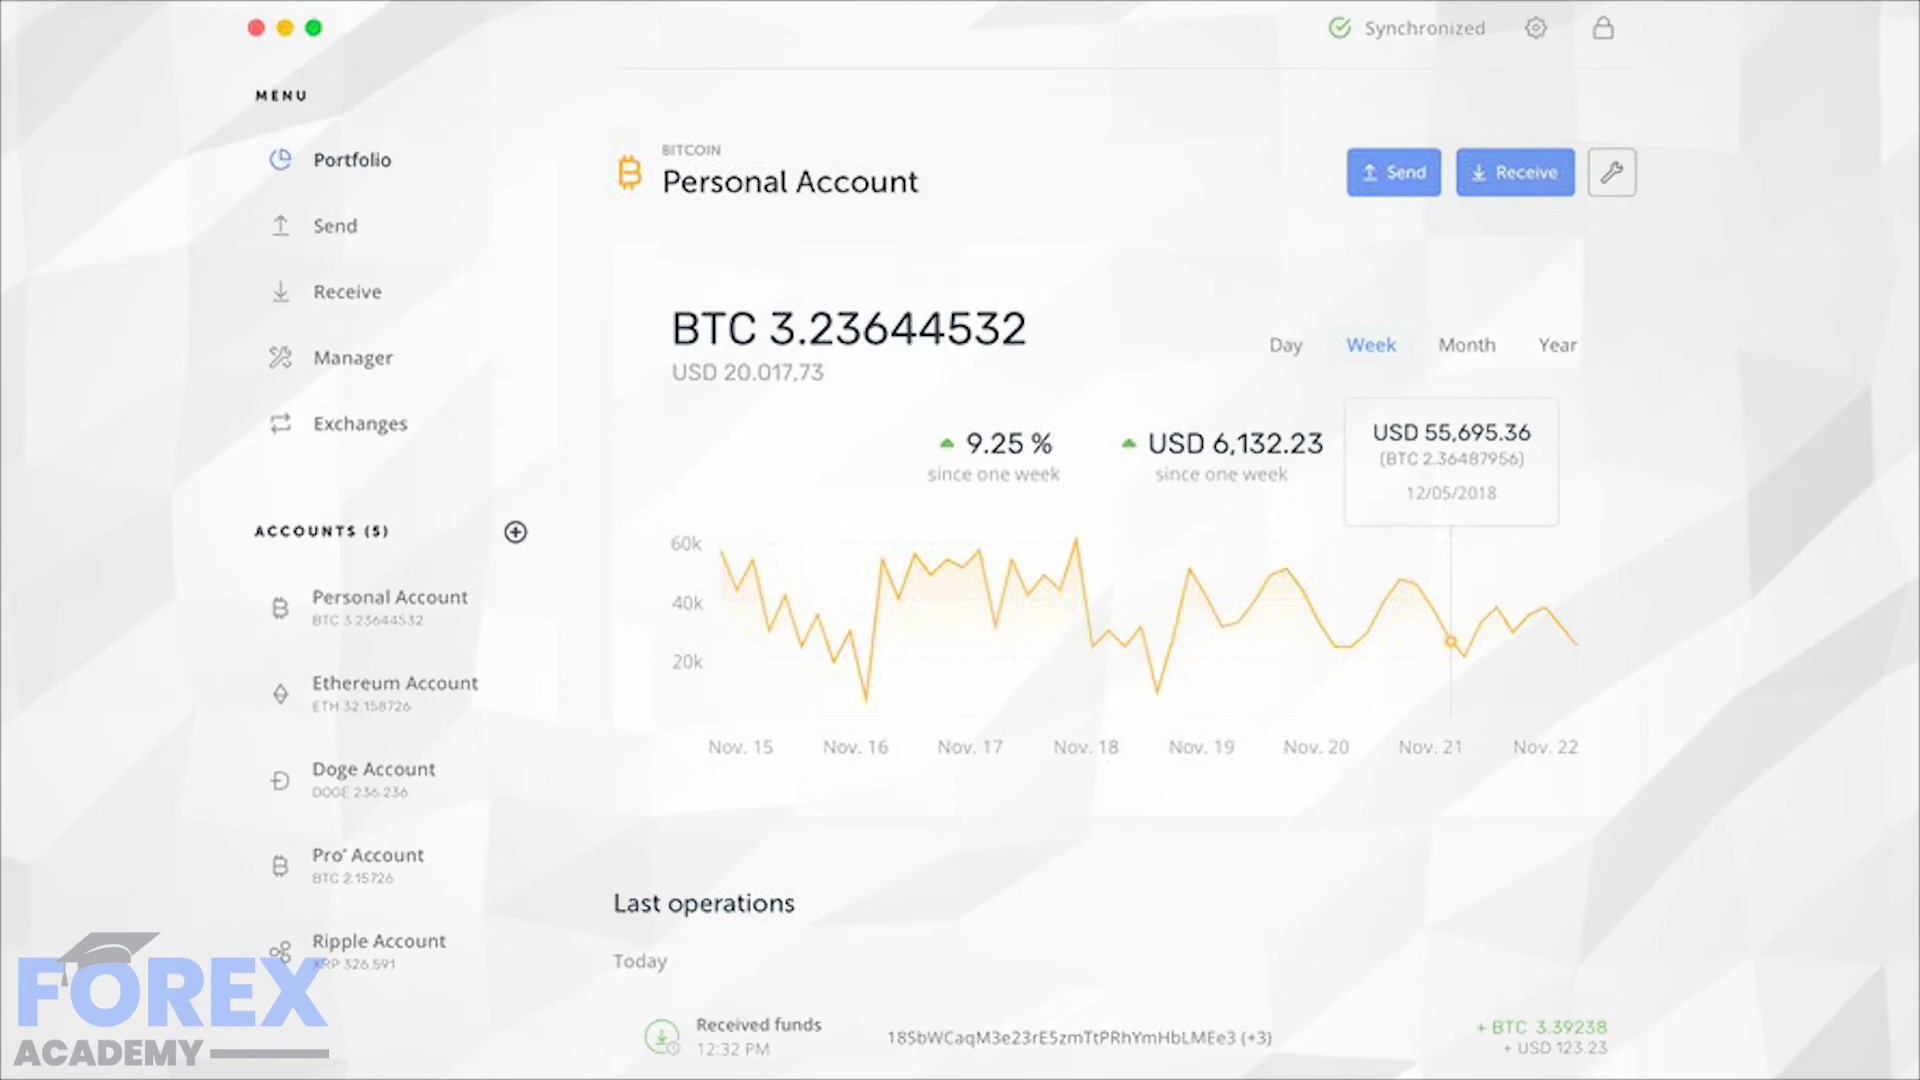 Synchronized
MENU
Portfolio
Send
Receive
Manager
Exchanges
ACCOUNTS (5)
Personal Account
BTC 3.23644532
Ethereum Account
ETH 32.158726
Doge Account
DOGE 236.236
Pro' Account
BTC 2.15726
Ripple Account
XRP 326.591
BITCOIN
Personal Account
Send
Receive
BTC 3.23644532
USD 20.017,73
Day Week Month Year
9.25 %
since one week
USD 6,132.23
since one week
USD 55,695.36
(BTC 2.36487956)
12/05/2018
60k
40k
20k
Nov. 15 Nov. 16 Nov. 17 Nov. 18 Nov. 19 Nov. 20 Nov. 21 Nov. 22
Last operations
Today
Received funds
12:32 PM
18SbWCaqM3e23rE5zmTtPRhYmHbLMEe3 (+3)
+ BTC 3.39238
+ USD 123.23
FOREX
ACADEMY